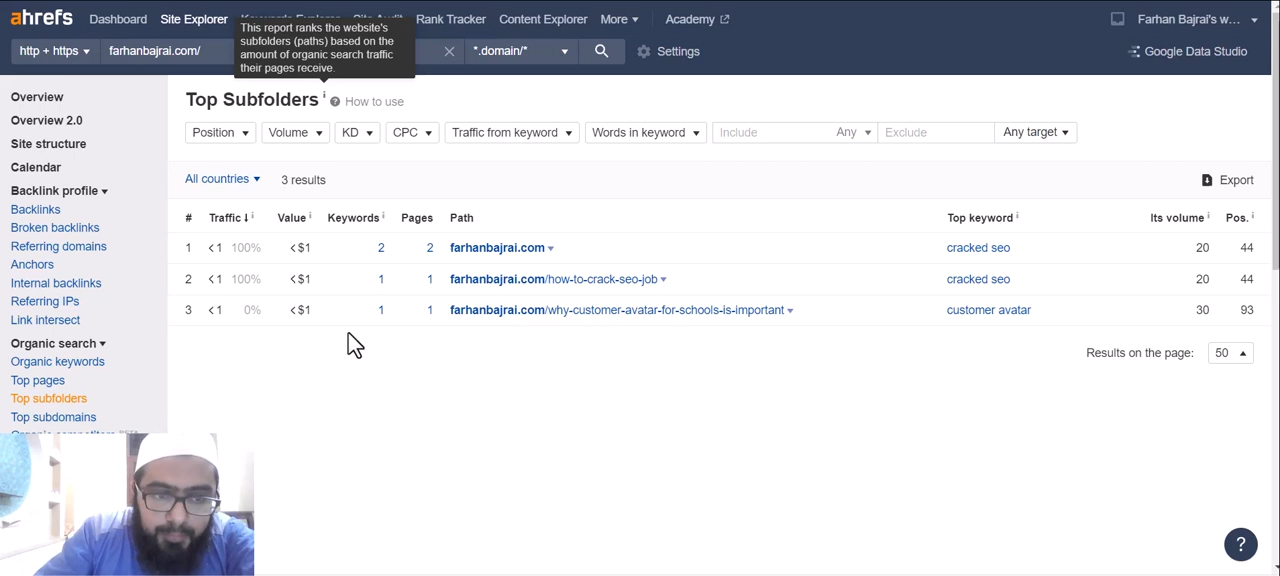 ahrefs Dashboard Site Explorer Keywords Explorer Site Audit Rank Tracker Content Explorer More Academy Farhan Bajrai's w...
This report ranks the website's
subfolders (paths) based on the
amount of organic search traffic
their pages receive.
http + https farhanbajrai.com/ *.domain/* Settings Google Data Studio
Overview
Overview 2.0
Site structure
Calendar
Backlink profile
Backlinks
Broken backlinks
Referring domains
Anchors
Internal backlinks
Referring IPs
Link intersect
Organic search
Organic keywords
Top pages
Top subfolders
Top subdomains
Top Subfolders i ? How to use
Position Volume KD CPC Traffic from keyword Words in keyword Include Any Exclude Any target
All countries 3 results Export
# Traffic ↓ i Value i Keywords i Pages Path Top keyword i Its volume i Pos. i
1 <1 100% <$1 2 2 farhanbajrai.com cracked seo 20 44
2 <1 100% <$1 1 1 farhanbajrai.com/how-to-crack-seo-job cracked seo 20 44
3 <1 0% <$1 1 1 farhanbajrai.com/why-customer-avatar-for-schools-is-important customer avatar 30 93
Results on the page: 50
?